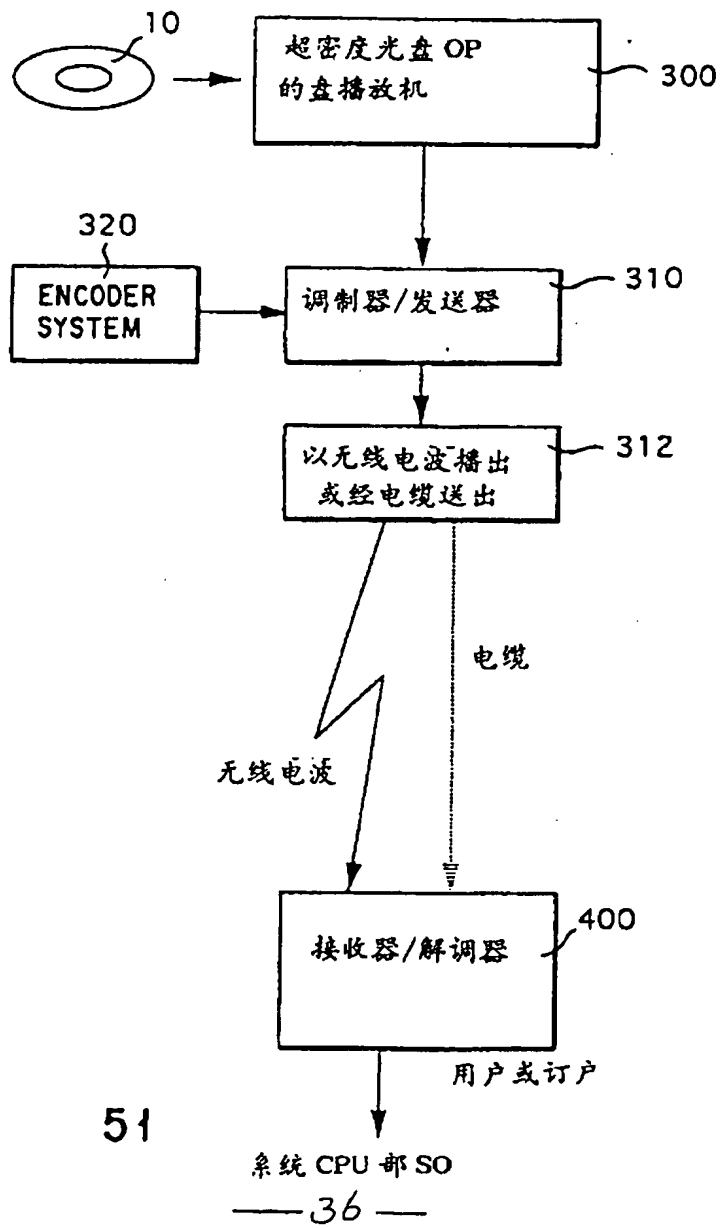 10
超密度光盘 OP
的盘播放机
300
320
ENCODER
SYSTEM
调制器/发送器
310
以无线电波播出
或经电缆送出
312
电缆
无线电波
接收器/解调器
400
用户或订户
51
系统 CPU 部 SO
— 36 —